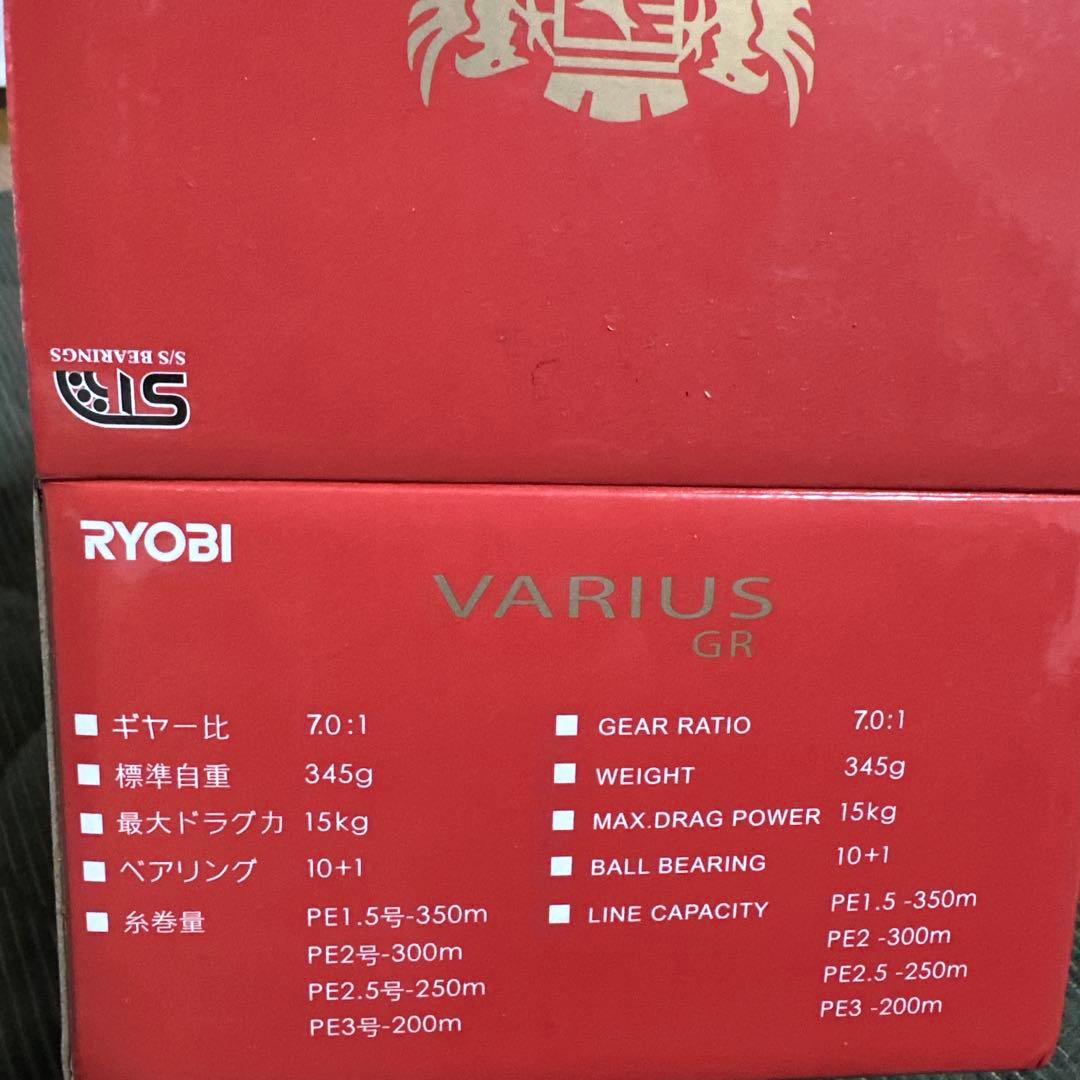 S/S BEARINGS
RYOBI
VARIUS
GR
ギヤー比 7.0:1
標準自重 345g
最大ドラグ力 15kg
ベアリング 10+1
糸巻量 PE1.5号-350m
PE2号-300m
PE2.5号-250m
PE3号-200m
GEAR RATIO 7.0:1
WEIGHT 345g
MAX.DRAG POWER 15kg
BALL BEARING 10+1
LINE CAPACITY PE1.5 -350m
PE2 -300m
PE2.5 -250m
PE3 -200m